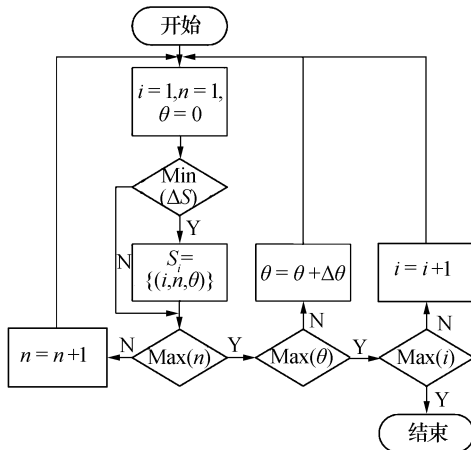 开始
i=1,n=1,
θ=0
Min
(ΔS)
Y
N
S_i=
{(i,n,θ)}
θ=θ+Δθ
i=i+1
N
N
n=n+1
N
Max(n)
Y
Max(θ)
Y
Max(i)
Y
结束